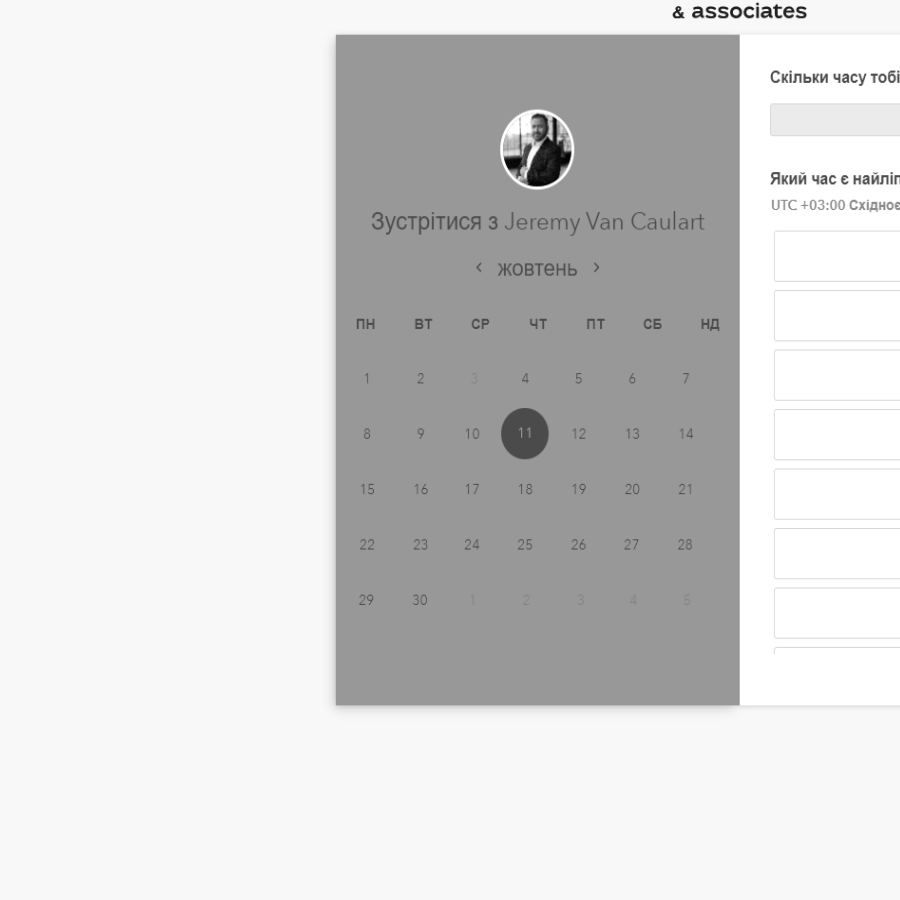 & associates
Зустрітися з Jeremy Van Caulart
‹ жовтень ›
ПН ВТ СР ЧТ ПТ СБ НД
1 2 3 4 5 6 7
8 9 10 11 12 13 14
15 16 17 18 19 20 21
22 23 24 25 26 27 28
29 30 1 2 3 4 5
Скільки часу тобі
Який час є найліп
UTC +03:00 Східноє